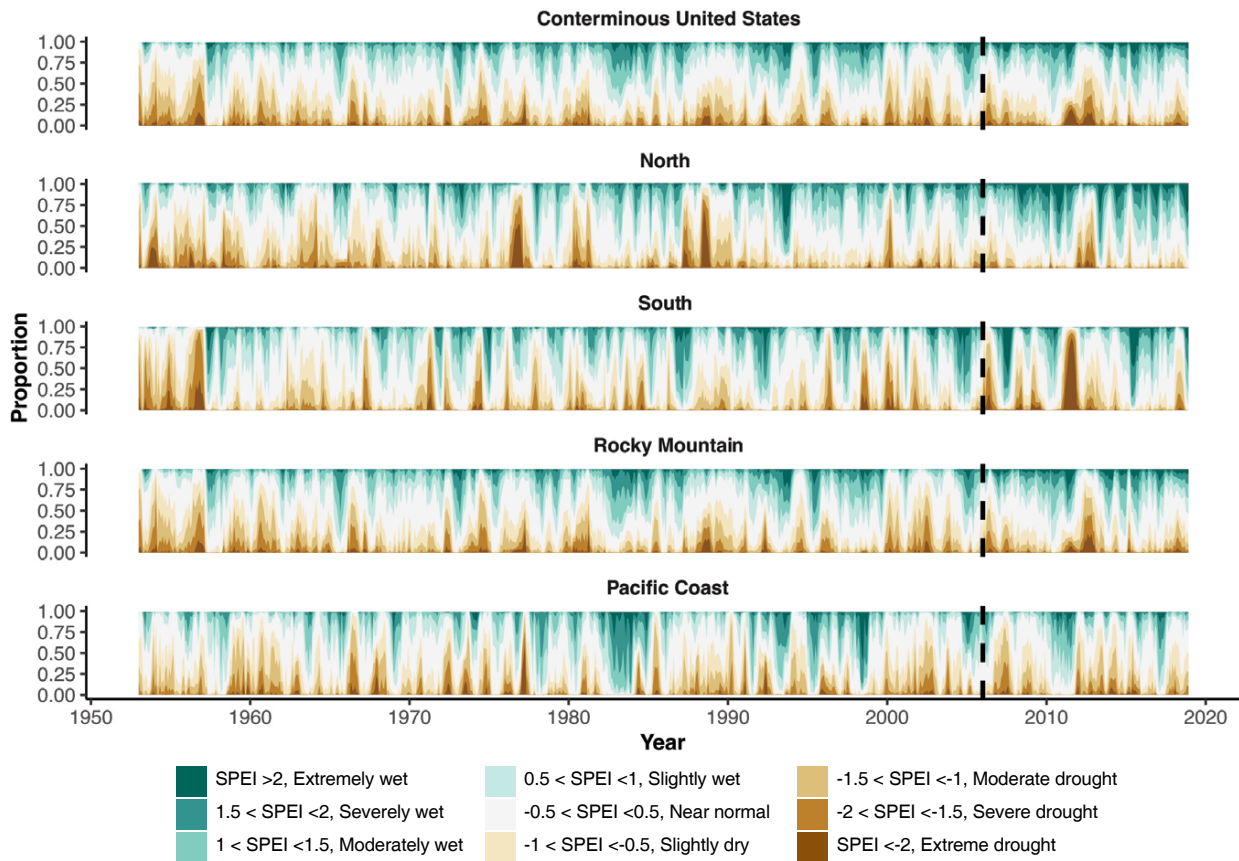 Conterminous United States
1.00
0.75
0.50
0.25
0.00
North
1.00
0.75
0.50
0.25
0.00
South
1.00
0.75
0.50
0.25
0.00
Rocky Mountain
1.00
0.75
0.50
0.25
0.00
Pacific Coast
1.00
0.75
0.50
0.25
0.00
Proportion
1950 1960 1970 1980 1990 2000 2010 2020
Year
SPEI >2, Extremely wet
1.5 < SPEI <2, Severely wet
1 < SPEI <1.5, Moderately wet
0.5 < SPEI <1, Slightly wet
-0.5 < SPEI <0.5, Near normal
-1 < SPEI <-0.5, Slightly dry
-1.5 < SPEI <-1, Moderate drought
-2 < SPEI <-1.5, Severe drought
SPEI <-2, Extreme drought